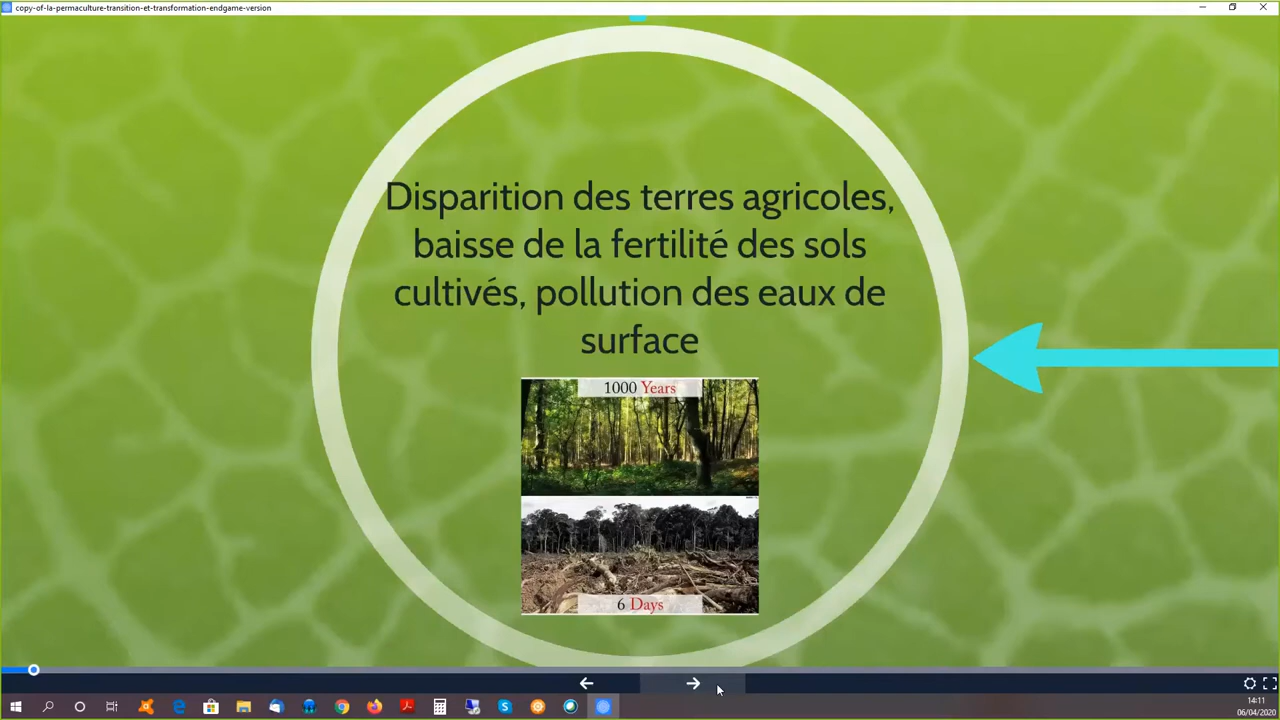 copy-of-la-permaculture-transition-et-transformation-endgame-version
Disparition des terres agricoles,
baisse de la fertilité des sols
cultivés, pollution des eaux de
surface
1000 Years
6 Days
14:11
06/04/2020